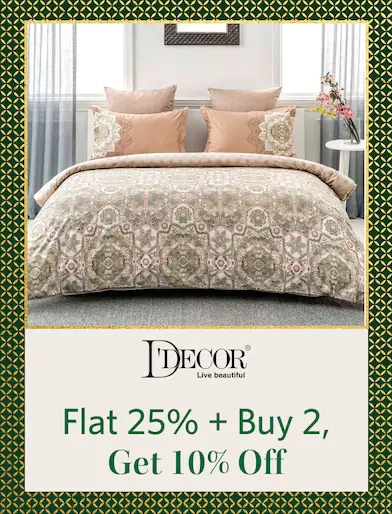 D'DECOR®
Live beautiful
Flat 25% + Buy 2,
Get 10% Off